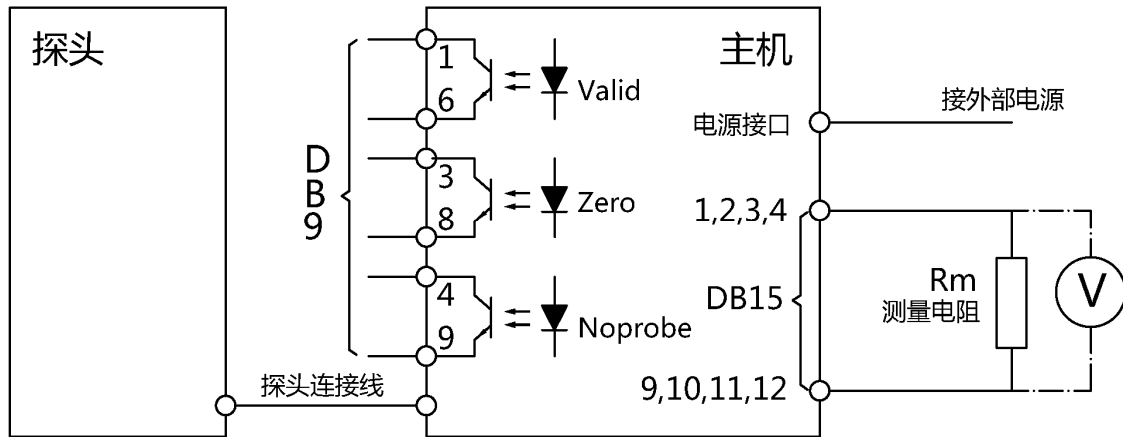 探头
主机
DB9
1
6
Valid
3
8
Zero
4
9
Noprobe
探头连接线
电源接口
接外部电源
1,2,3,4
DB15
9,10,11,12
Rm
测量电阻
V